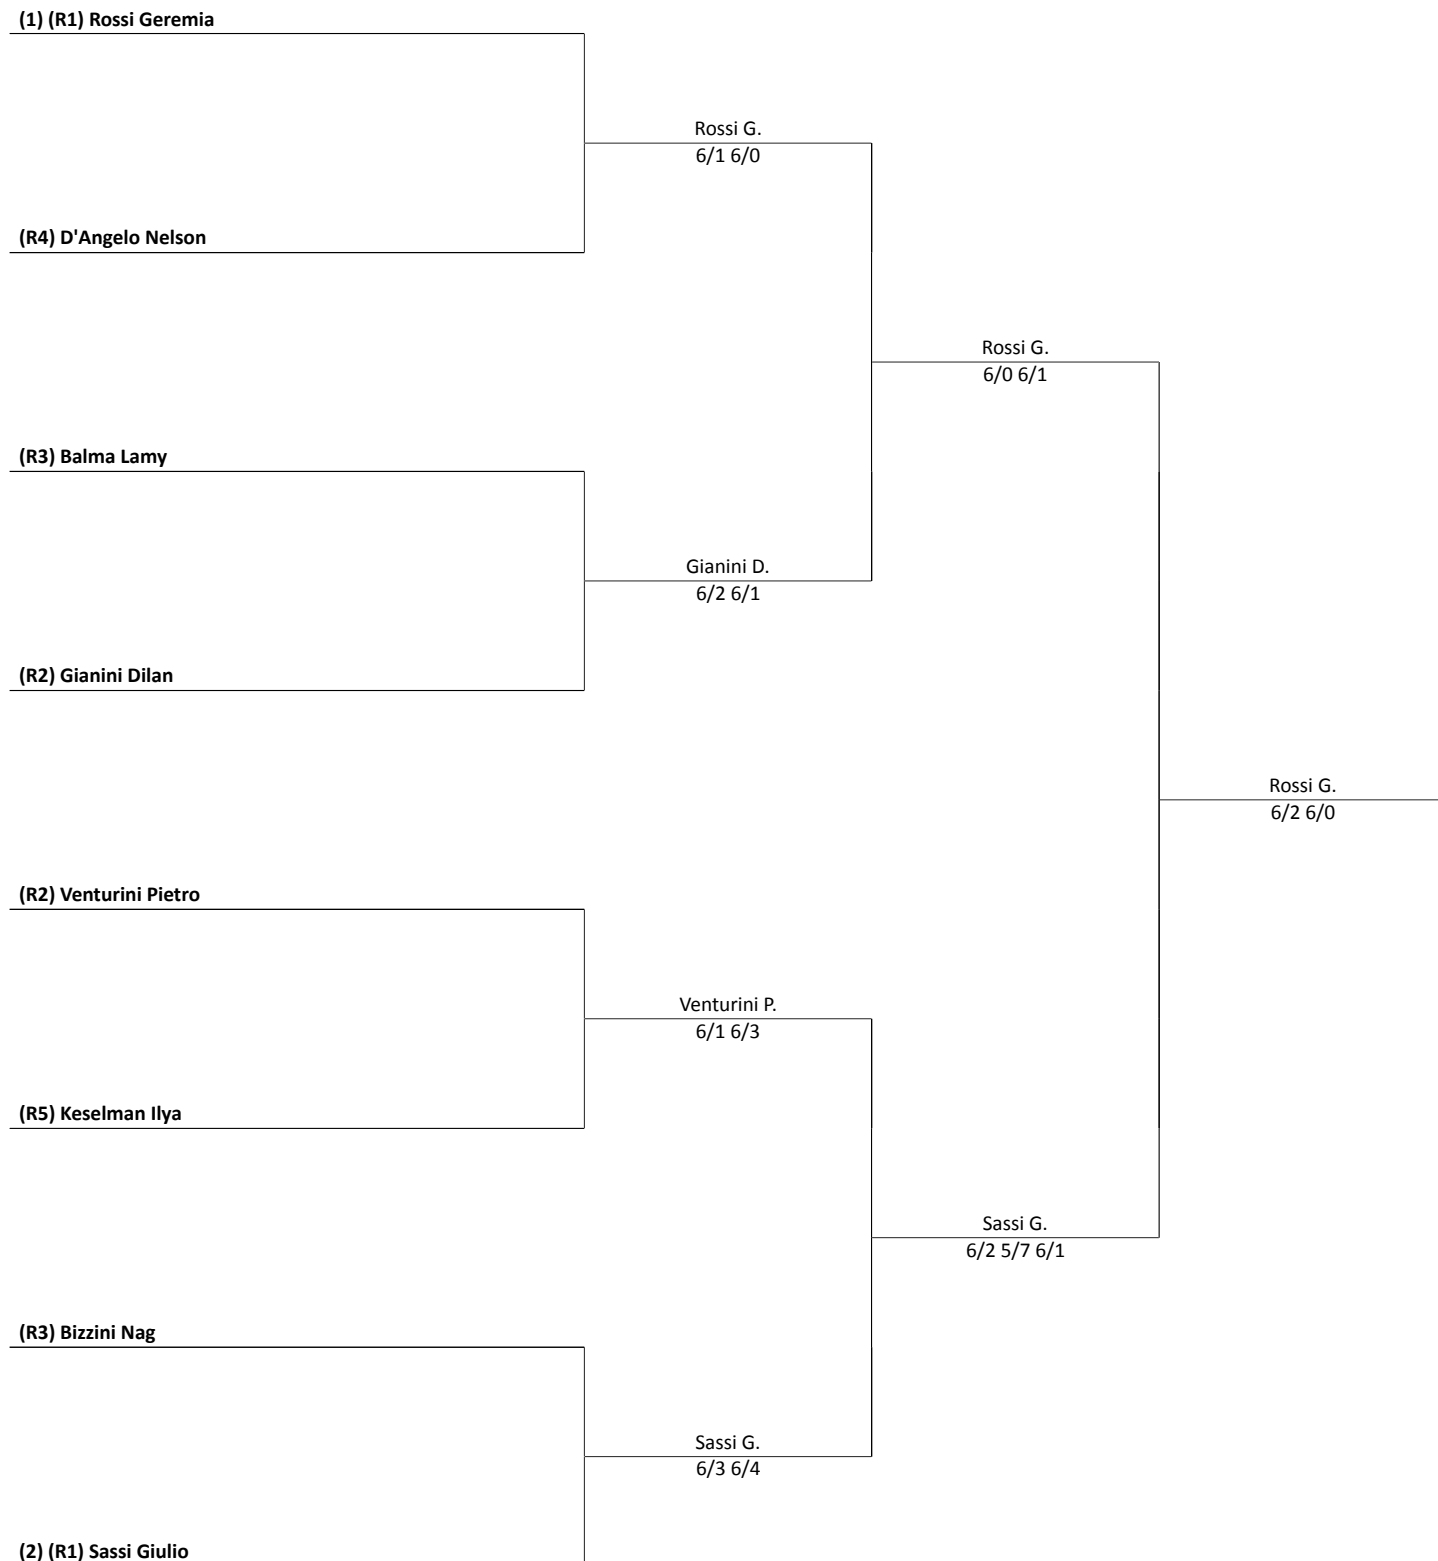 (1) (R1) Rossi Geremia
Rossi G.
6/1 6/0
(R4) D'Angelo Nelson
Rossi G.
6/0 6/1
(R3) Balma Lamy
Gianini D.
6/2 6/1
(R2) Gianini Dilan
Rossi G.
6/2 6/0
(R2) Venturini Pietro
Venturini P.
6/1 6/3
(R5) Keselman Ilya
Sassi G.
6/2 5/7 6/1
(R3) Bizzini Nag
Sassi G.
6/3 6/4
(2) (R1) Sassi Giulio